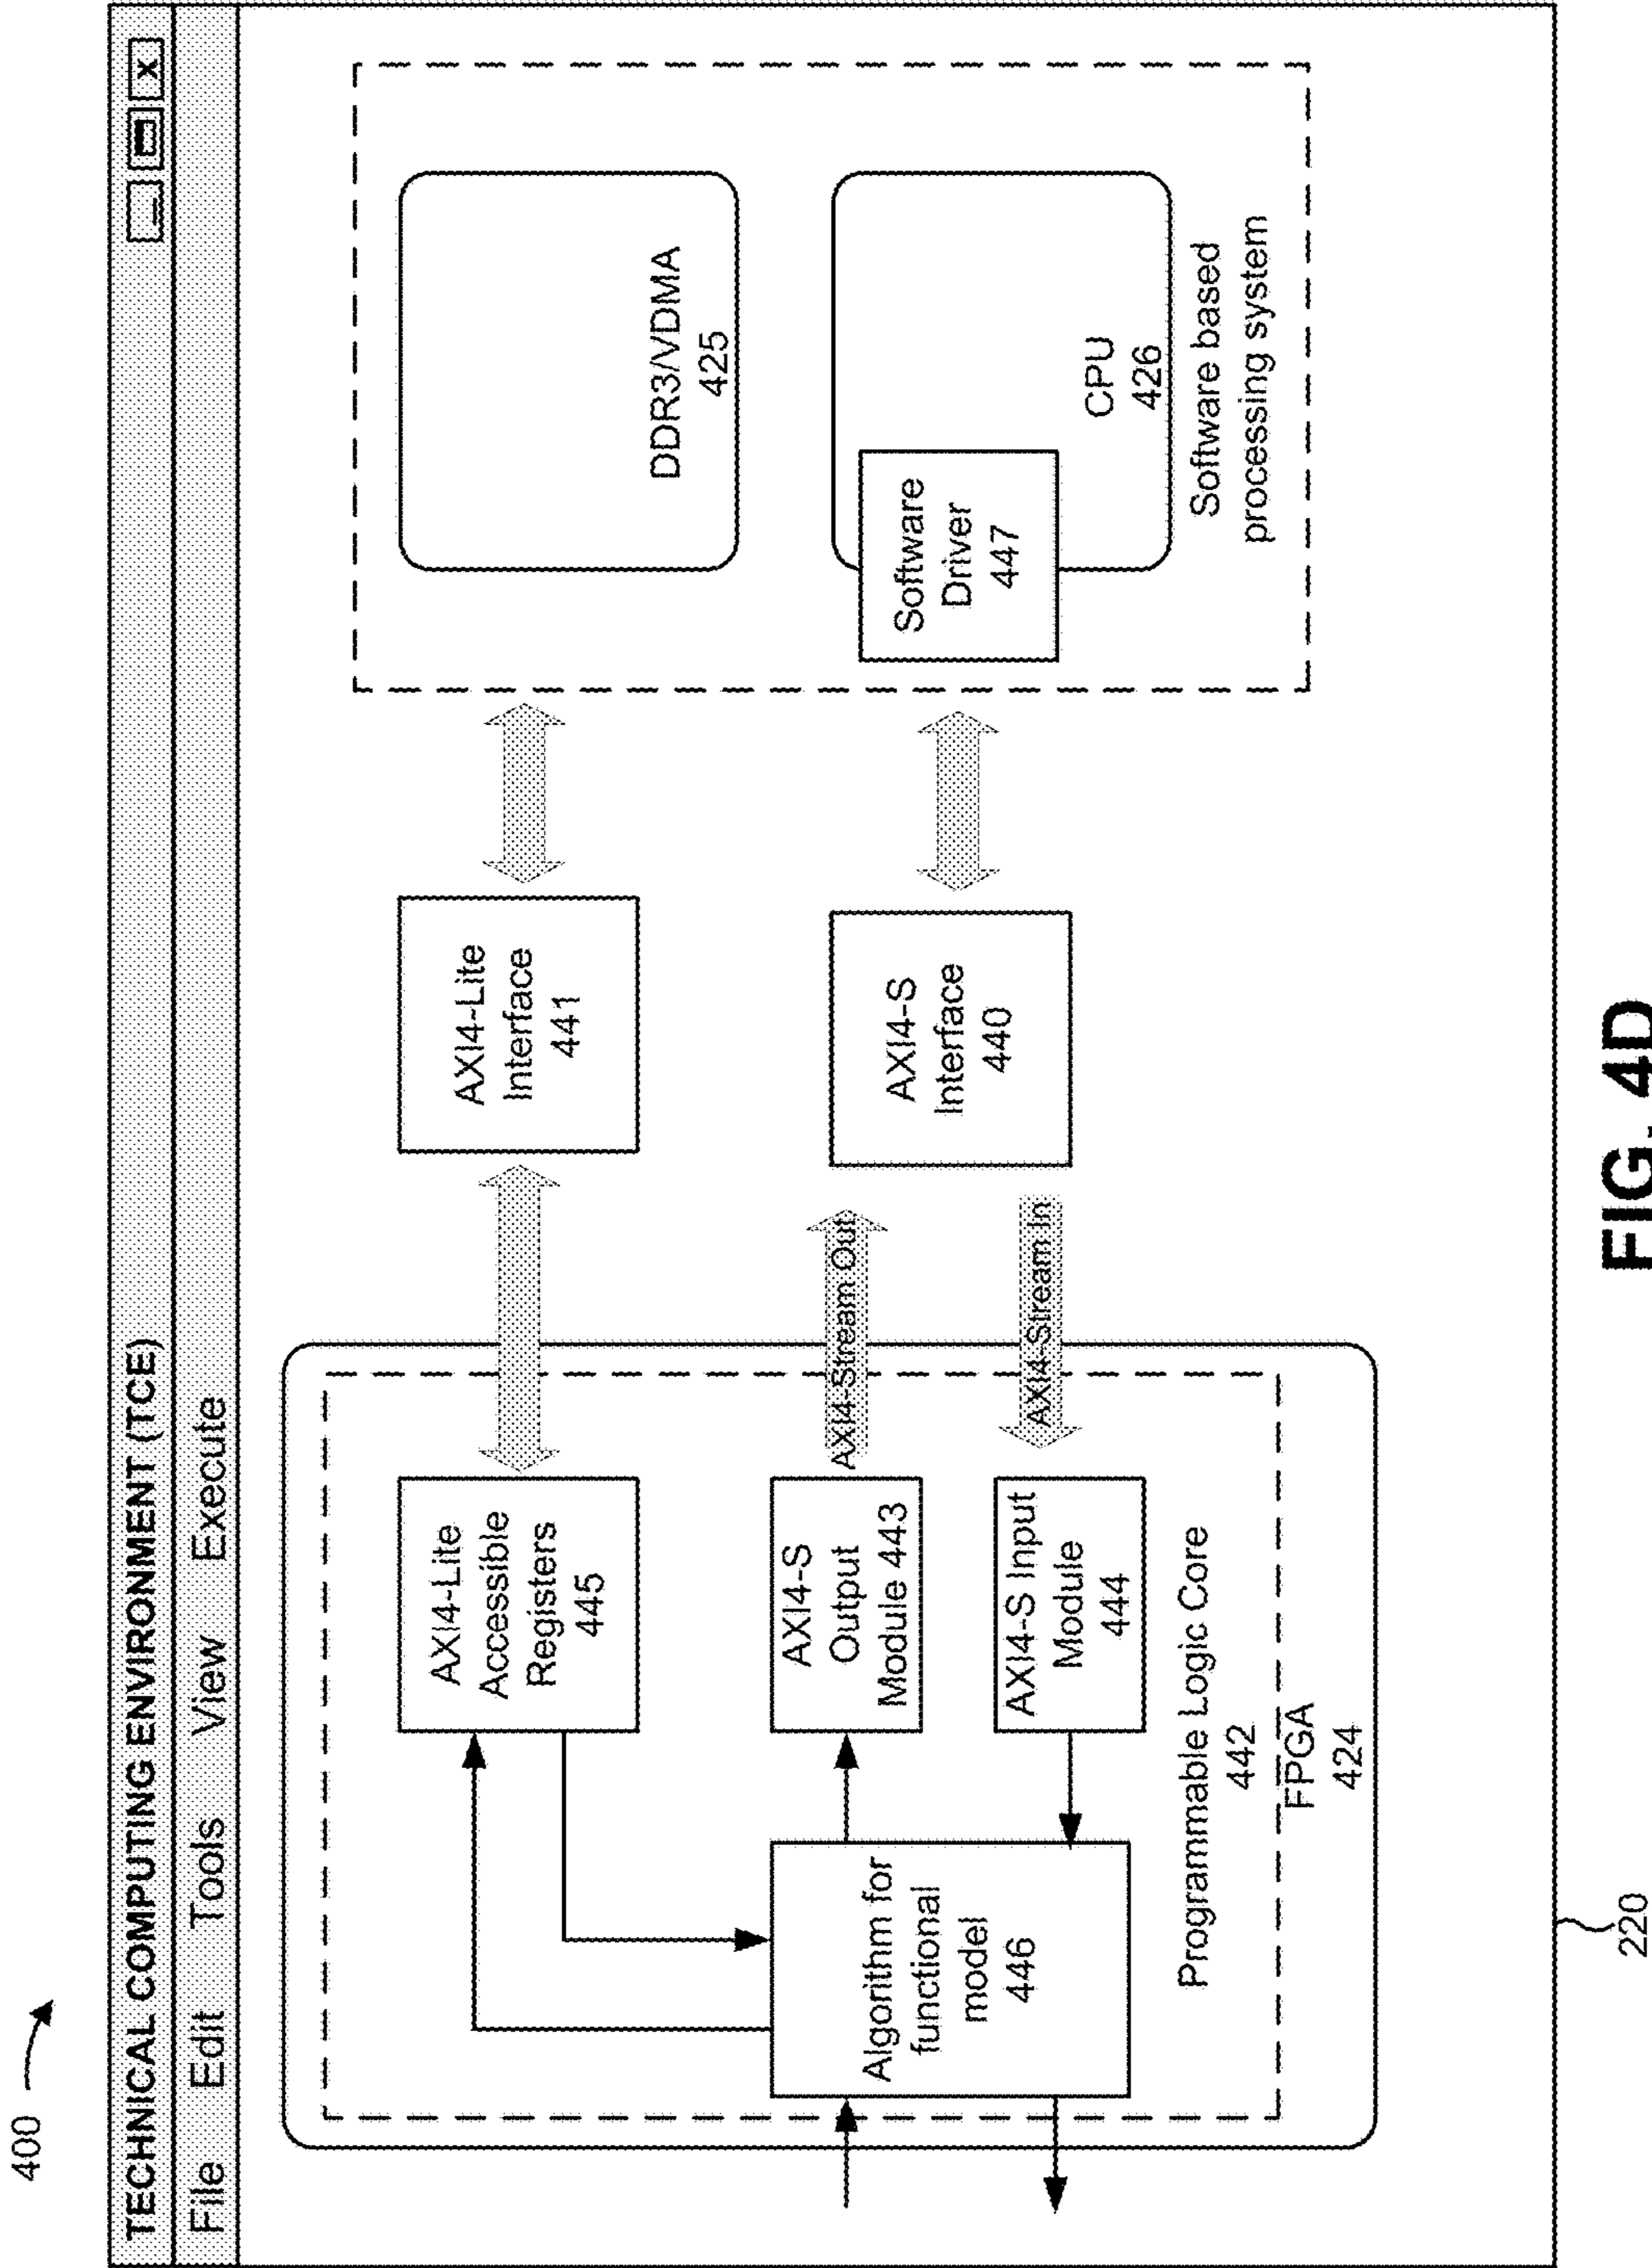 400
TECHNICAL COMPUTING ENVIRONMENT (TCE)
_
x
File Edit Tools View Execute
AXI4-Lite
Accessible
Registers
445
AXI4-Lite
Interface
441
DDR3/VDMA
425
Algorithm for
functional
model
446
AXI4-S
Output
Module 443
AXI4-Stream Out
AXI4-S Input
Module
444
AXI4-Stream In
AXI4-S
Interface
440
Software
Driver
447
CPU
426
Programmable Logic Core
442
FPGA
424
Software based
processing system
220
FIG. 4D